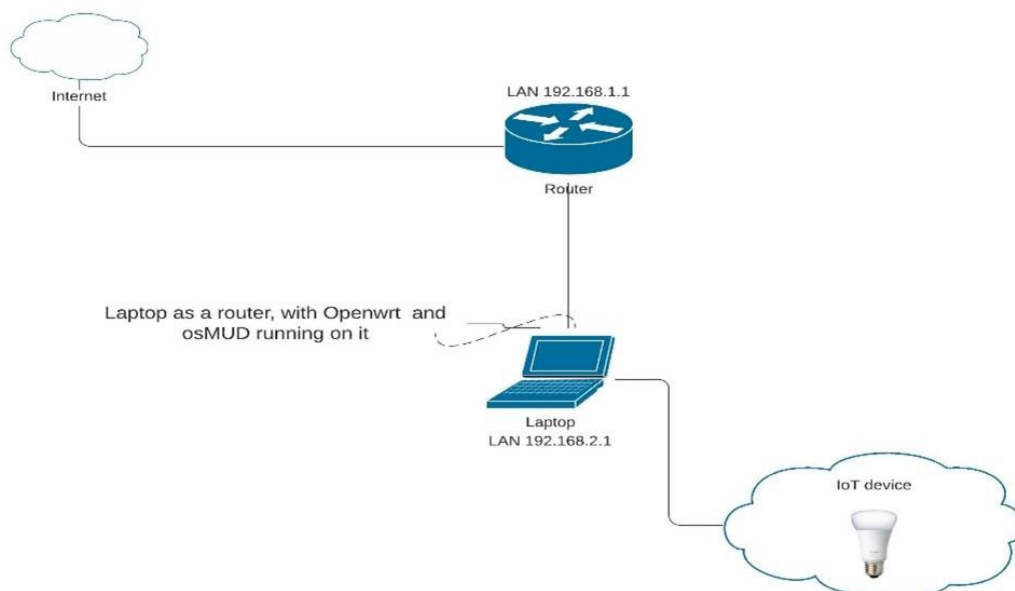 Internet
LAN 192.168.1.1
Router
Laptop as a router, with Openwrt and
osMUD running on it
Laptop
LAN 192.168.2.1
IoT device